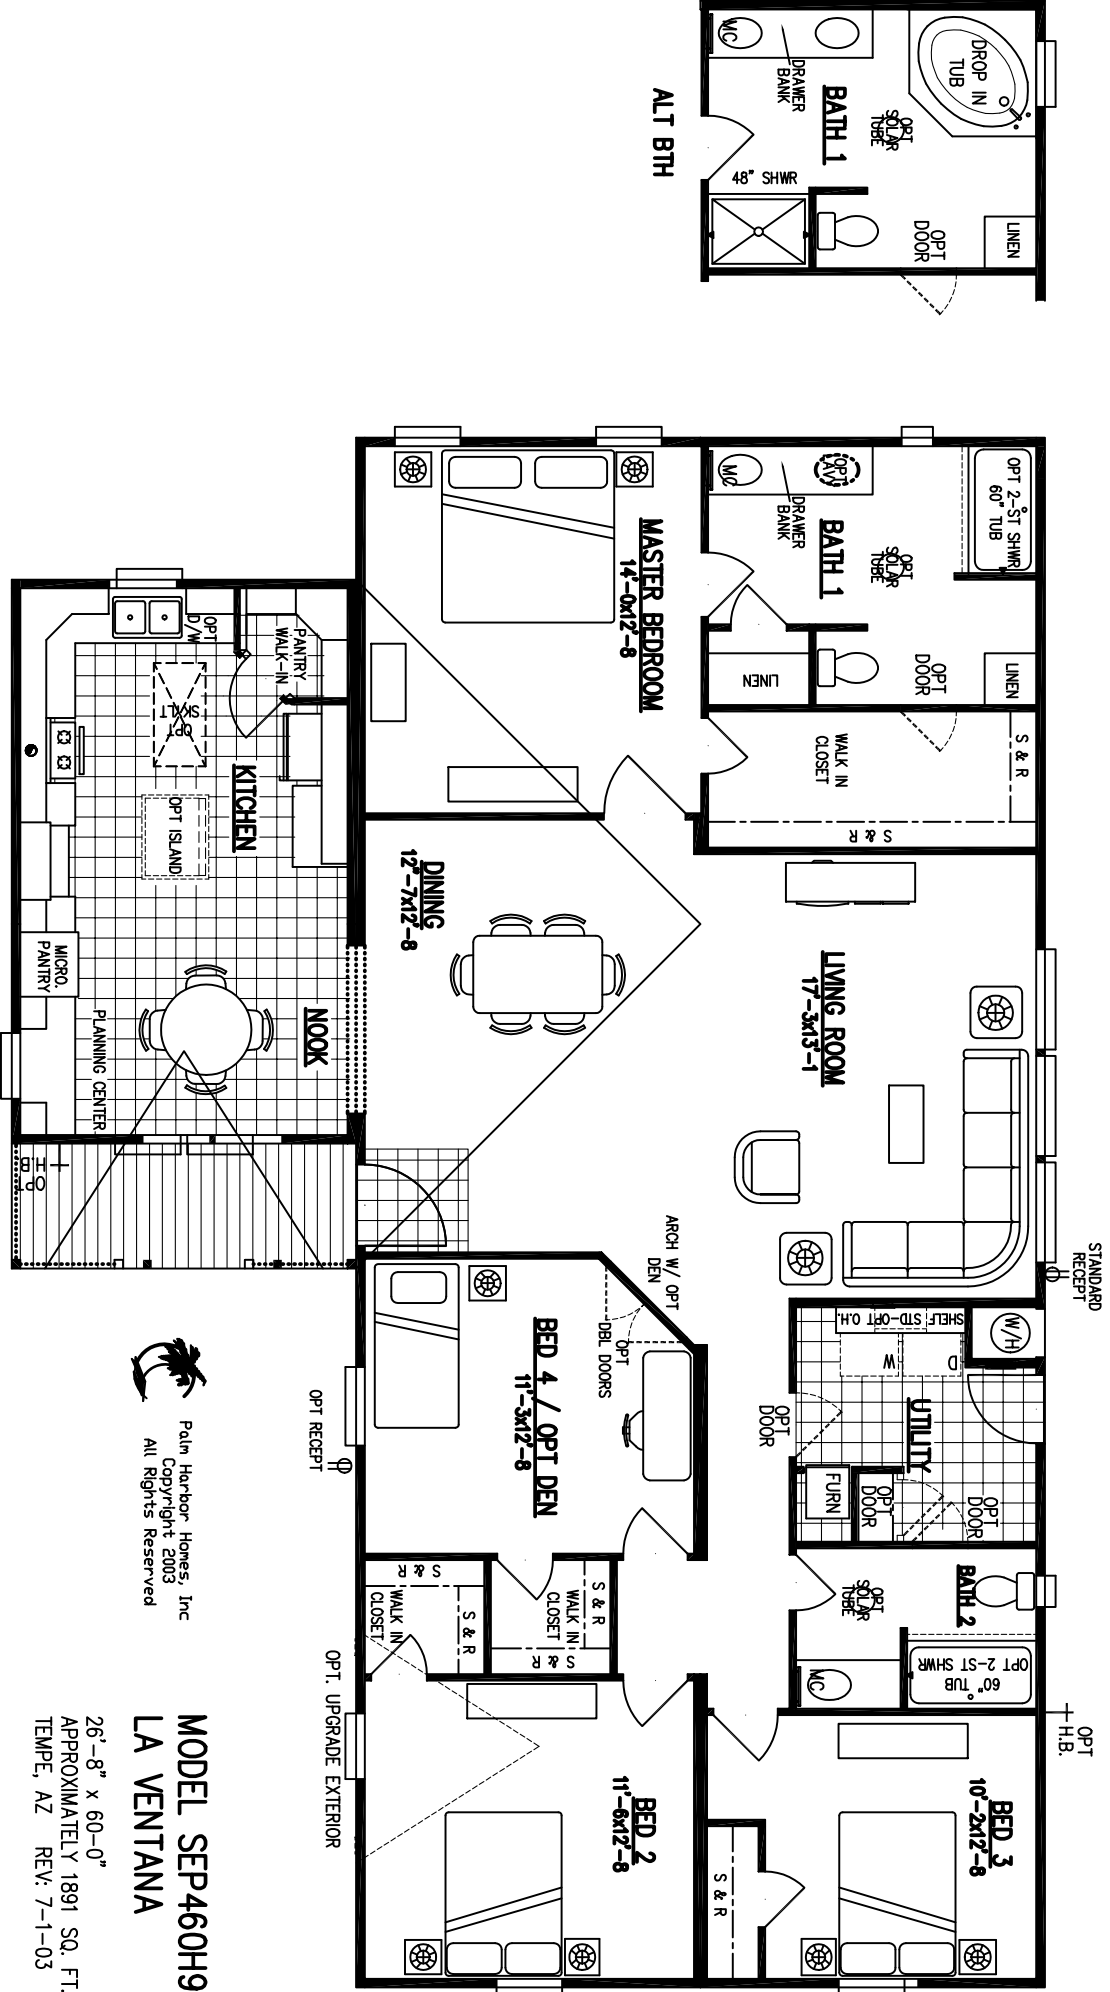 ALT BTH
BATH 1
DROP IN
TUB
MC
DRAWER
BANK
OPT
SOLAR
TUBE
48" SHWR
OPT
DOOR
LINEN
MASTER BEDROOM
14'-0x12'-8
BATH 1
OPT 2-ST SHWR
60" TUB
MC
OPT
LAV
DRAWER
BANK
OPT
SOLAR
TUBE
LINEN
OPT
DOOR
LINEN
WALK IN
CLOSET
S & R
S & R
KITCHEN
OPT
D/W
PANTRY
WALK-IN
OPT
SKYLT
OPT ISLAND
MICRO.
PANTRY
NOOK
PLANNING CENTER
OPT
H.B
DINING
12'-7x12'-8
LIVING ROOM
17'-3x13'-1
STANDARD
RECEPT
ARCH W/ OPT
DEN
OPT
DBL DOORS
BED 4 / OPT DEN
11'-3x12'-8
OPT RECEPT
UTILITY
SHELF STD-OPT O.H.
W
D
W/H
OPT
DOOR
FURN
OPT
DOOR
OPT
DOOR
BATH 2
OPT
SOLAR
TUBE
MC
OPT 2-ST SHWR
60" TUB
OPT
H.B.
S & R
S & R
WALK IN
CLOSET
S & R
WALK IN
CLOSET
S & R
OPT. UPGRADE EXTERIOR
BED 2
11'-6x12'-8
BED 3
10'-2x12'-8
S & R
Palm Harbor Homes, Inc
Copyright 2003
All Rights Reserved
MODEL SEP460H9
LA VENTANA
26'-8" x 60-0"
APPROXIMATELY 1891 SQ. FT.
TEMPE, AZ REV: 7-1-03